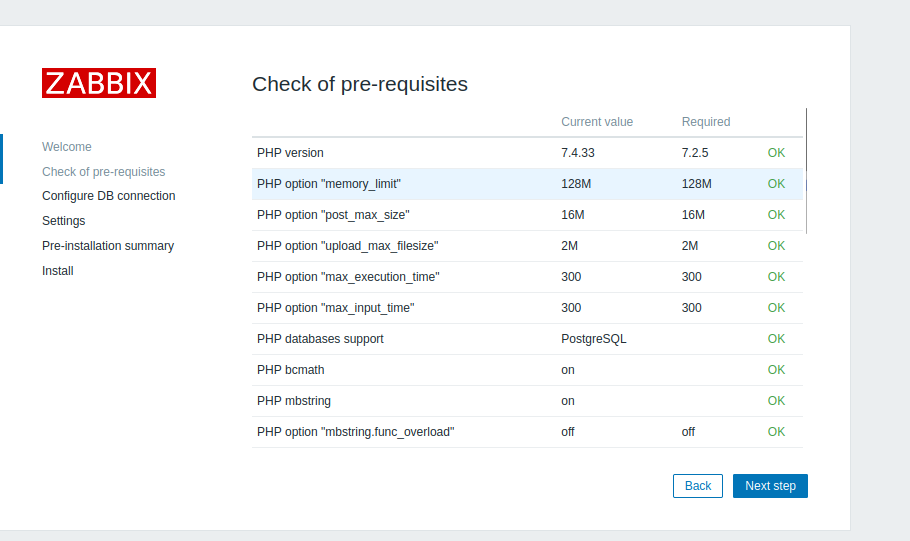 ZABBIX
Welcome
Check of pre-requisites
Configure DB connection
Settings
Pre-installation summary
Install
Check of pre-requisites
Current value Required
PHP version 7.4.33 7.2.5 OK
PHP option "memory_limit" 128M 128M OK
PHP option "post_max_size" 16M 16M OK
PHP option "upload_max_filesize" 2M 2M OK
PHP option "max_execution_time" 300 300 OK
PHP option "max_input_time" 300 300 OK
PHP databases support PostgreSQL OK
PHP bcmath on OK
PHP mbstring on OK
PHP option "mbstring.func_overload" off off OK
Back Next step